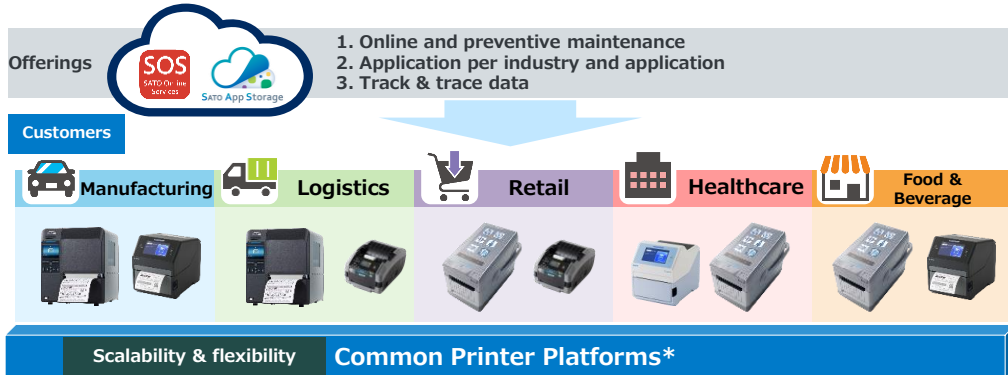 Offerings
SOS
SATO Online
Services
SATO App Storage
1. Online and preventive maintenance
2. Application per industry and application
3. Track & trace data
Customers
Manufacturing
Logistics
Retail
Healthcare
Food &
Beverage
Scalability & flexibility
Common Printer Platforms*